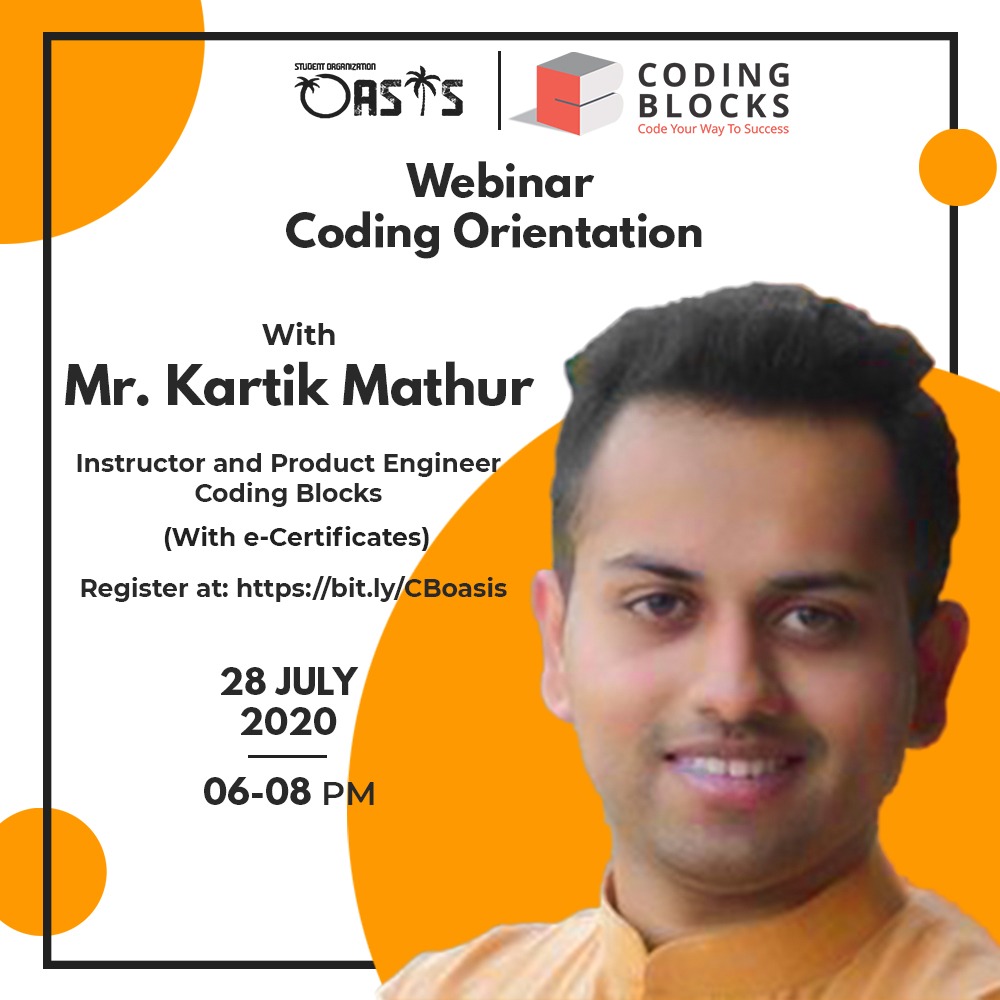 STUDENT ORGANIZATION
OASIS
CODING
BLOCKS
Code Your Way To Success
Webinar
Coding Orientation
With
Mr. Kartik Mathur
Instructor and Product Engineer
Coding Blocks
(With e-Certificates)
Register at: https://bit.ly/CBoasis
28 JULY
2020
06-08 PM